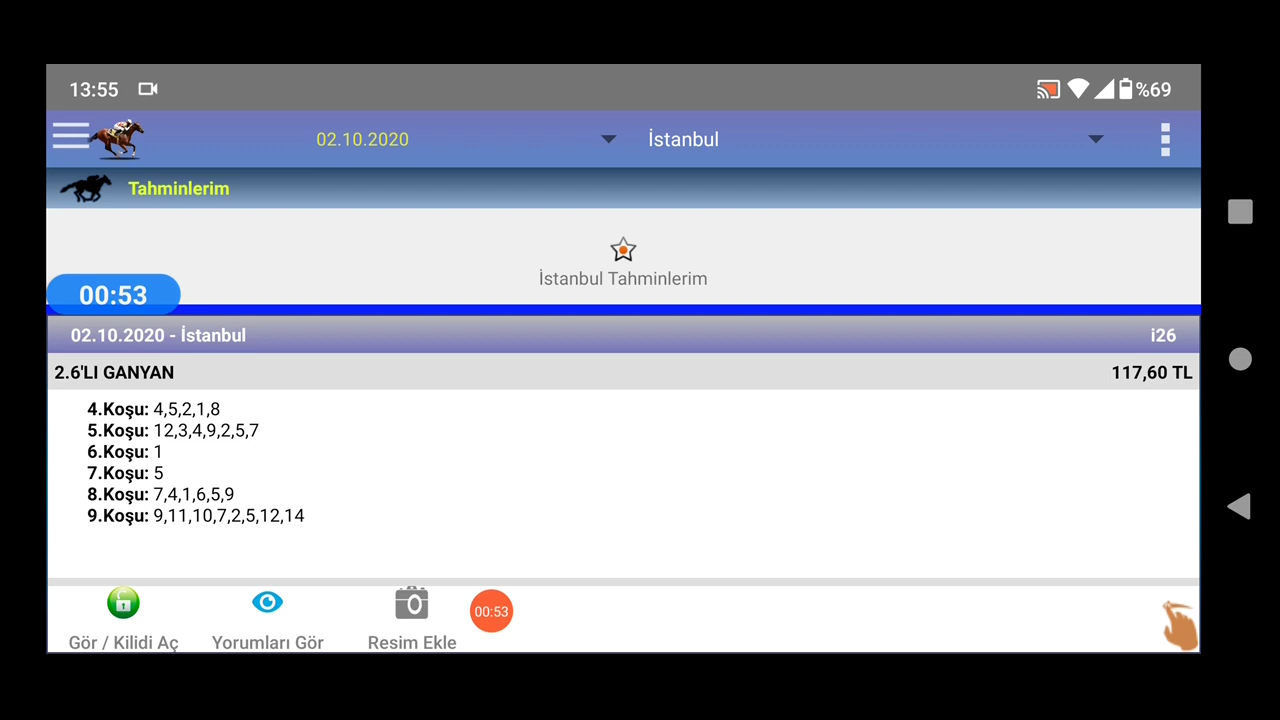 13:55 %69
02.10.2020 İstanbul
Tahminlerim
İstanbul Tahminlerim
00:53
02.10.2020 - İstanbul i26
2.6'LI GANYAN 117,60 TL
4.Koşu: 4,5,2,1,8
5.Koşu: 12,3,4,9,2,5,7
6.Koşu: 1
7.Koşu: 5
8.Koşu: 7,4,1,6,5,9
9.Koşu: 9,11,10,7,2,5,12,14
00:53
Gör / Kilidi Aç Yorumları Gör Resim Ekle